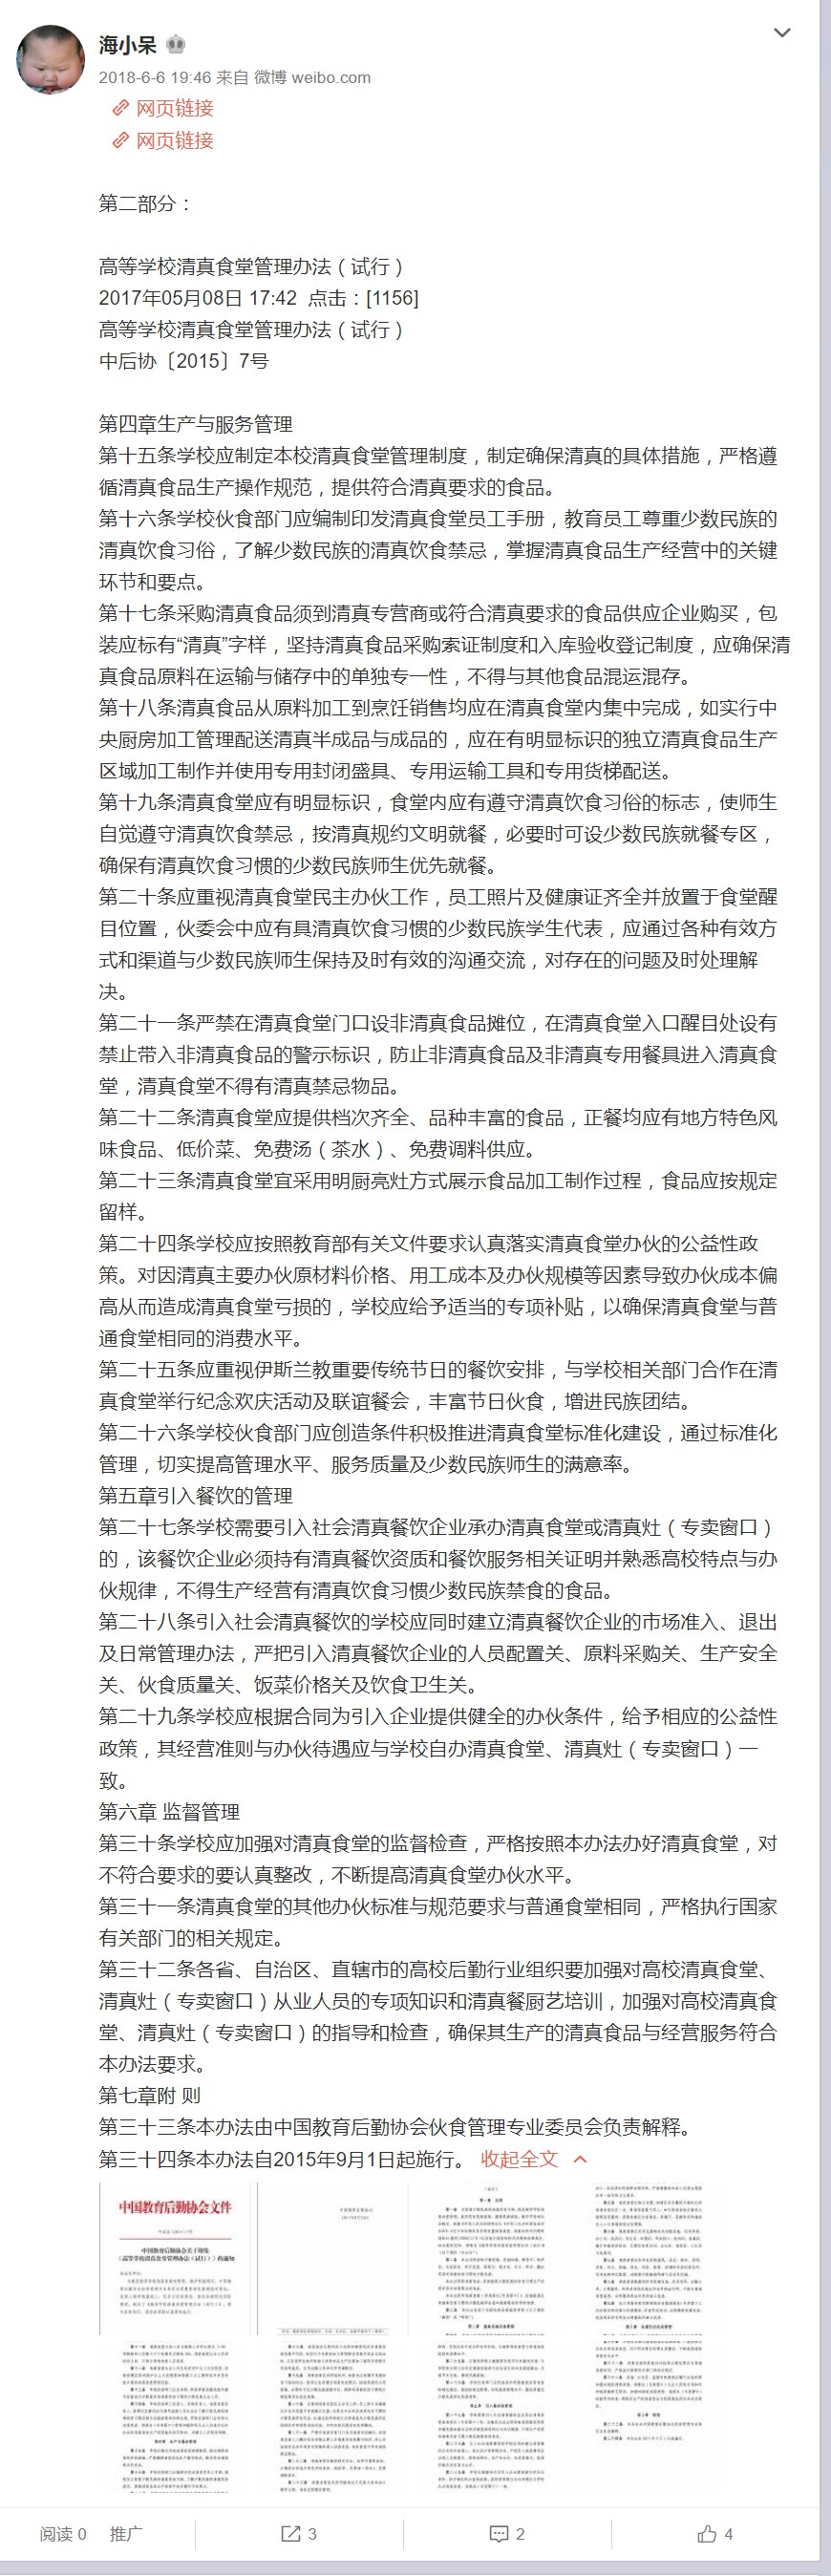 海小呆
2018-6-6 19:46 来自 微博 weibo.com
网页链接
网页链接
第二部分：
高等学校清真食堂管理办法（试行）
2017年05月08日 17:42 点击：[1156]
高等学校清真食堂管理办法（试行）
中后协〔2015〕7号
第四章生产与服务管理
第十五条学校应制定本校清真食堂管理制度，制定确保清真的具体措施，严格遵
循清真食品生产操作规范，提供符合清真要求的食品。
第十六条学校伙食部门应编制印发清真食堂员工手册，教育员工尊重少数民族的
清真饮食习俗，了解少数民族的清真饮食禁忌，掌握清真食品生产经营中的关键
环节和要点。
第十七条采购清真食品须到清真专营商或符合清真要求的食品供应企业购买，包
装应标有“清真”字样，坚持清真食品采购索证制度和入库验收登记制度，应确保清
真食品原料在运输与储存中的单独专一性，不得与其他食品混运混存。
第十八条清真食品从原料加工到烹饪销售均应在清真食堂内集中完成，如实行中
央厨房加工管理配送清真半成品与成品的，应在有明显标识的独立清真食品生产
区域加工制作并使用专用封闭盛具、专用运输工具和专用货梯配送。
第十九条清真食堂应有明显标识，食堂内应有遵守清真饮食习俗的标志，使师生
自觉遵守清真饮食禁忌，按清真规约文明就餐，必要时可设少数民族就餐专区，
确保有清真饮食习惯的少数民族师生优先就餐。
第二十条应重视清真食堂民主办伙工作，员工照片及健康证齐全并放置于食堂醒
目位置，伙委会中应有具清真饮食习惯的少数民族学生代表，应通过各种有效方
式和渠道与少数民族师生保持及时有效的沟通交流，对存在的问题及时处理解
决。
第二十一条严禁在清真食堂门口设非清真食品摊位，在清真食堂入口醒目处设有
禁止带入非清真食品的警示标识，防止非清真食品及非清真专用餐具进入清真食
堂，清真食堂不得有清真禁忌物品。
第二十二条清真食堂应提供档次齐全、品种丰富的食品，正餐均应有地方特色风
味食品、低价菜、免费汤（茶水）、免费调料供应。
第二十三条清真食堂宜采用明厨亮灶方式展示食品加工制作过程，食品应按规定
留样。
第二十四条学校应按照教育部有关文件要求认真落实清真食堂办伙的公益性政
策。对因清真主要办伙原材料价格、用工成本及办伙规模等因素导致办伙成本偏
高从而造成清真食堂亏损的，学校应给予适当的专项补贴，以确保清真食堂与普
通食堂相同的消费水平。
第二十五条应重视伊斯兰教重要传统节日的餐饮安排，与学校相关部门合作在清
真食堂举行纪念欢庆活动及联谊餐会，丰富节日伙食，增进民族团结。
第二十六条学校伙食部门应创造条件积极推进清真食堂标准化建设，通过标准化
管理，切实提高管理水平、服务质量及少数民族师生的满意率。
第五章引入餐饮的管理
第二十七条学校需要引入社会清真餐饮企业承办清真食堂或清真灶（专卖窗口）
的，该餐饮企业必须持有清真餐饮资质和餐饮服务相关证明并熟悉高校特点与办
伙规律，不得生产经营有清真饮食习惯少数民族禁食的食品。
第二十八条引入社会清真餐饮的学校应同时建立清真餐饮企业的市场准入、退出
及日常管理办法，严把引入清真餐饮企业的人员配置关、原料采购关、生产安全
关、伙食质量关、饭菜价格关及饮食卫生关。
第二十九条学校应根据合同为引入企业提供健全的办伙条件，给予相应的公益性
政策，其经营准则与办伙待遇应与学校自办清真食堂、清真灶（专卖窗口）一
致。
第六章 监督管理
第三十条学校应加强对清真食堂的监督检查，严格按照本办法办好清真食堂，对
不符合要求的要认真整改，不断提高清真食堂办伙水平。
第三十一条清真食堂的其他办伙标准与规范要求与普通食堂相同，严格执行国家
有关部门的相关规定。
第三十二条各省、自治区、直辖市的高校后勤行业组织要加强对高校清真食堂、
清真灶（专卖窗口）从业人员的专项知识和清真餐厨艺培训，加强对高校清真食
堂、清真灶（专卖窗口）的指导和检查，确保其生产的清真食品与经营服务符合
本办法要求。
第七章附 则
第三十三条本办法由中国教育后勤协会伙食管理专业委员会负责解释。
第三十四条本办法自2015年9月1日起施行。 收起全文
中国教育后勤协会文件
阅读 0 推广 3 2 4